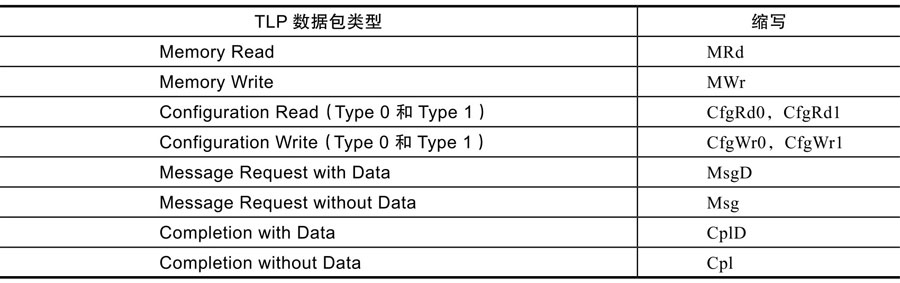 TLP 数据包类型 缩写
Memory Read MRd
Memory Write MWr
Configuration Read（Type 0 和 Type 1） CfgRd0，CfgRd1
Configuration Write（Type 0 和 Type 1） CfgWr0，CfgWr1
Message Request with Data MsgD
Message Request without Data Msg
Completion with Data CplD
Completion without Data Cpl